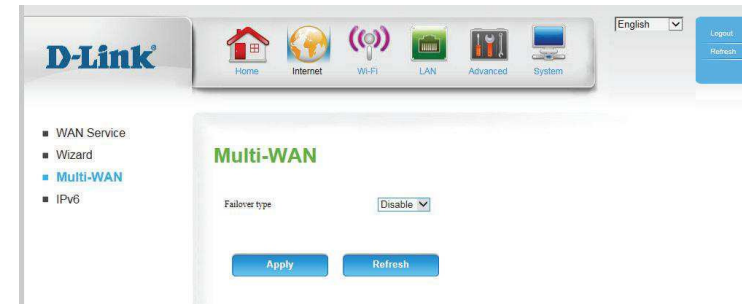 D-Link
Home Internet Wi-Fi LAN Advanced System
English
Logout
Refresh
WAN Service
Wizard
Multi-WAN
IPv6
Multi-WAN
Failover type Disable
Apply Refresh